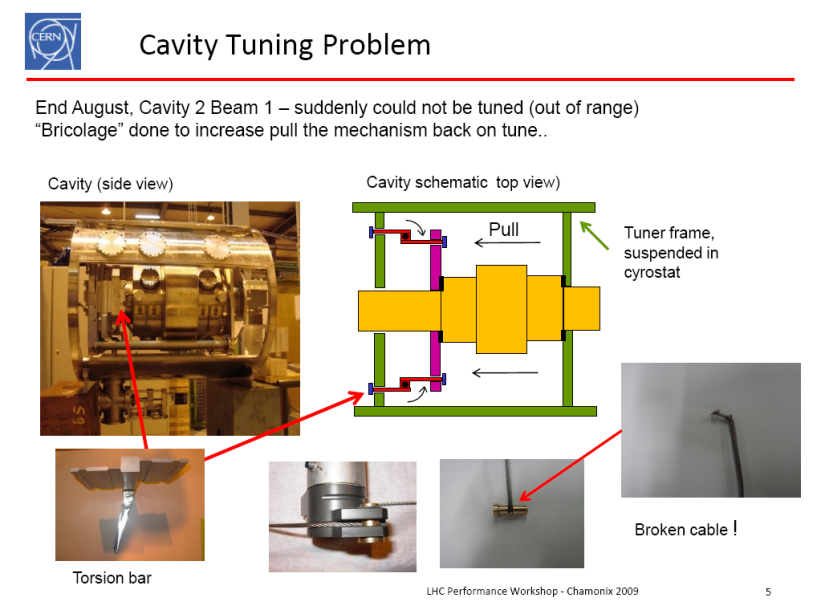 CERN
Cavity Tuning Problem
End August, Cavity 2 Beam 1 – suddenly could not be tuned (out of range)
“Bricolage” done to increase pull the mechanism back on tune..
Cavity (side view)
Cavity schematic top view)
Pull
Tuner frame,
suspended in
cyrostat
65
Broken cable !
Torsion bar
LHC Performance Workshop - Chamonix 2009
5